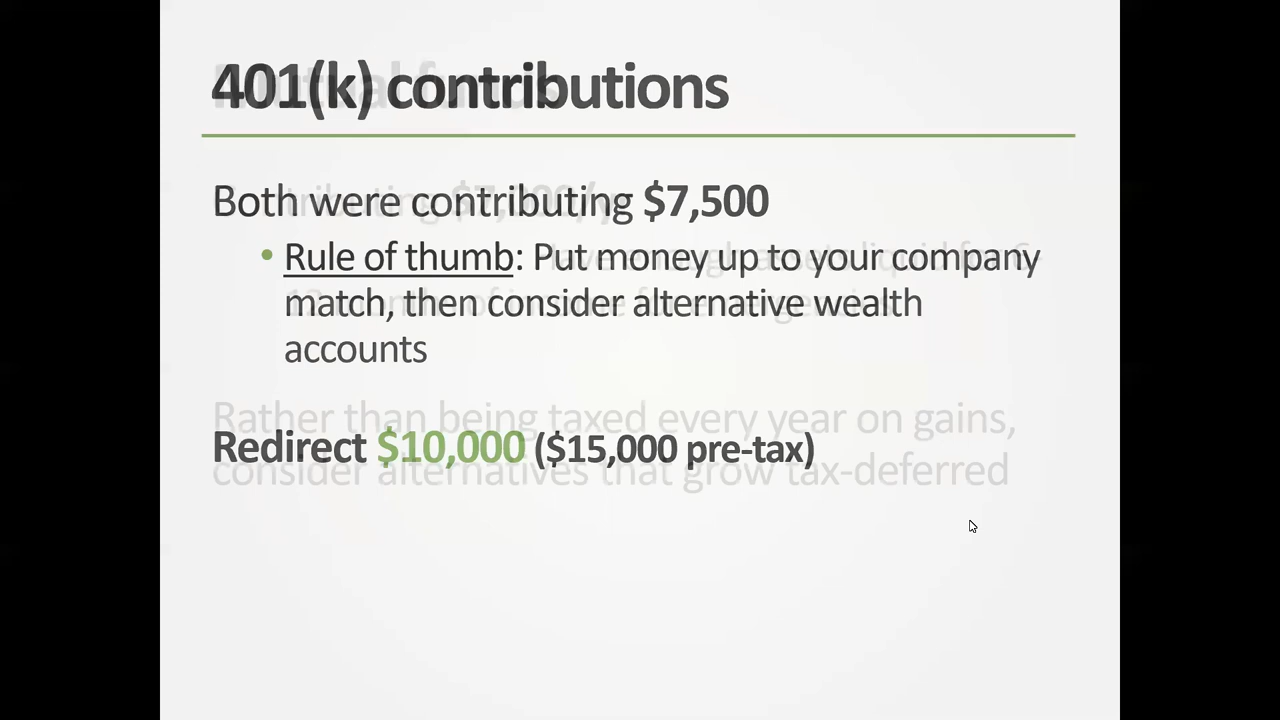 401(k) contributions
Both were contributing $7,500
• Rule of thumb: Put money up to your company
match, then consider alternative wealth
accounts
Rather than being taxed every year on gains,
Redirect $10,000 ($15,000 pre-tax)
consider alternatives that grow tax-deferred